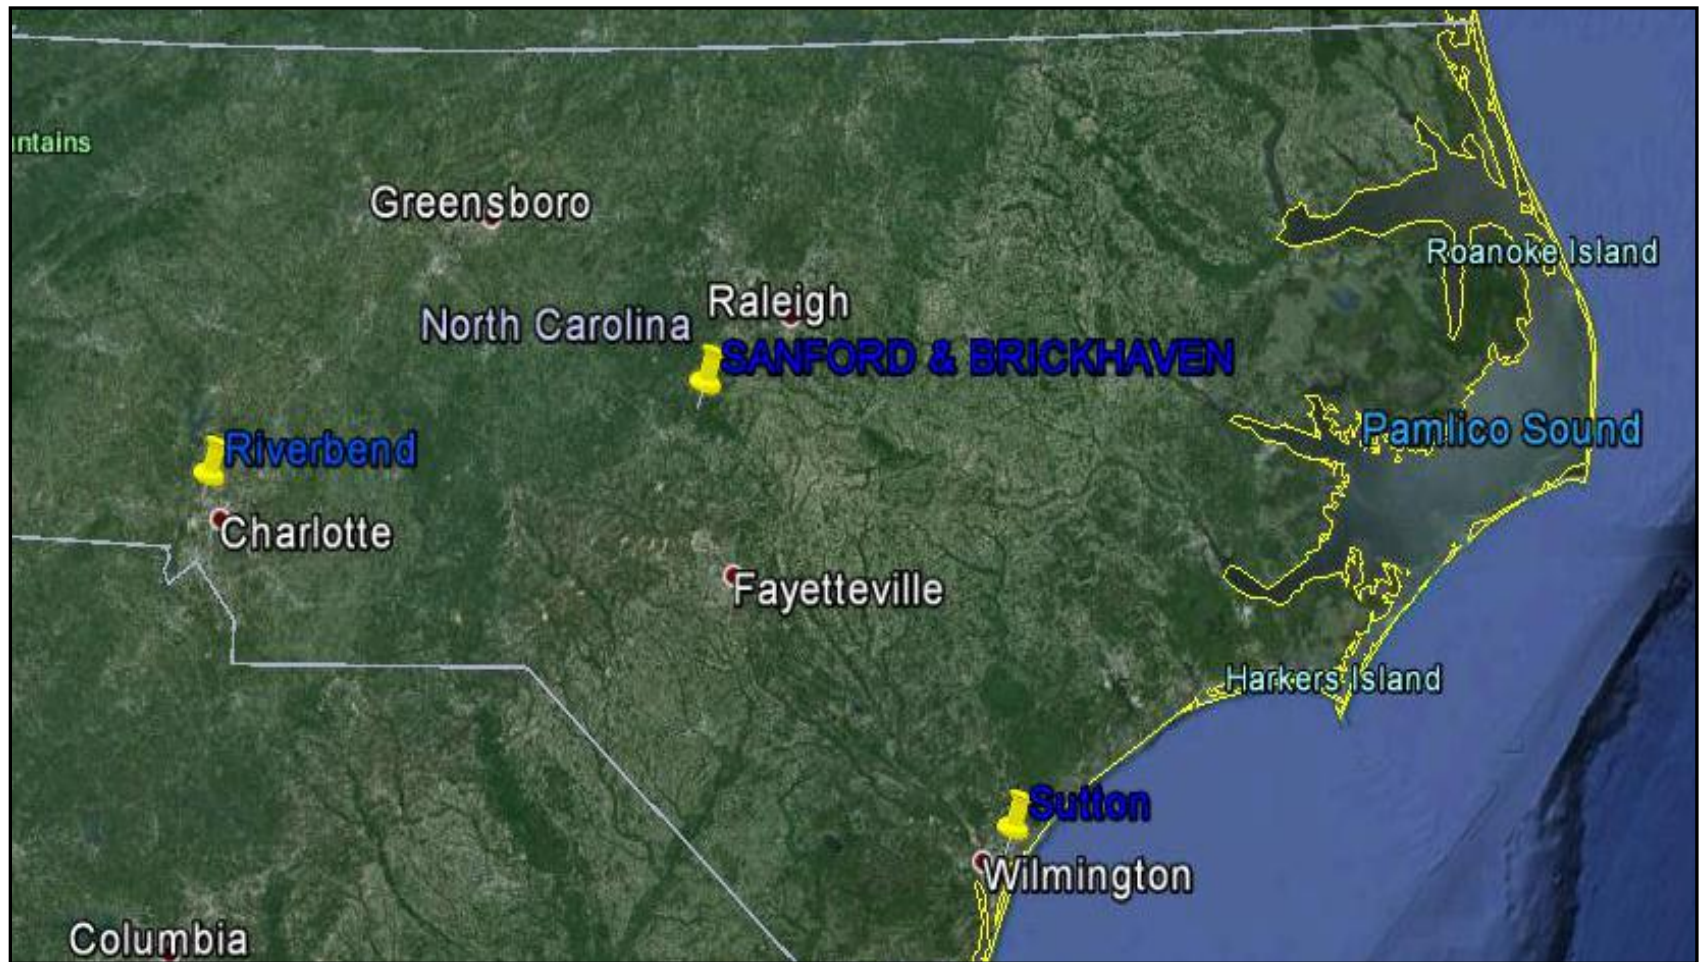 ntains
Greensboro
Roanoke Island
Raleigh
North Carolina
SANFORD & BRICKHAVEN
Pamlico Sound
Riverbend
Charlotte
Fayetteville
Harkers Island
Sutton
Wilmington
Columbia